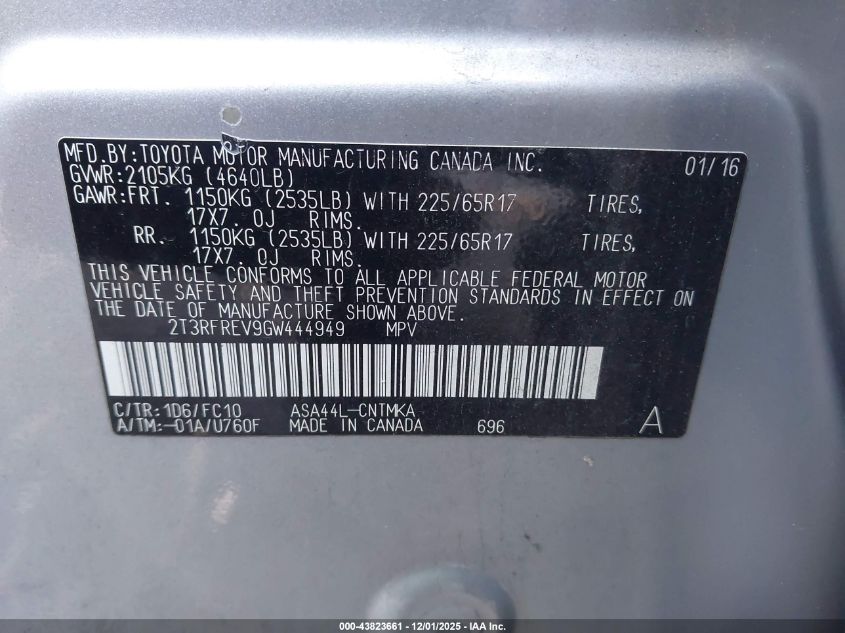 MFD.BY:TOYOTA MOTOR MANUFACTURING CANADA INC. 01/16
GVWR:2105KG (4640LB)
GAWR:FRT. 1150KG (2535LB) WITH 225/65R17 TIRES,
17X7.0J RIMS.
RR. 1150KG (2535LB) WITH 225/65R17 TIRES,
17X7.0J RIMS.
THIS VEHICLE CONFORMS TO ALL APPLICABLE FEDERAL MOTOR
VEHICLE SAFETY AND THEFT PREVENTION STANDARDS IN EFFECT ON
THE DATE OF MANUFACTURE SHOWN ABOVE.
2T3RFREV9GW444949 MPV
C/TR:1D6/FC10 ASA44L-CNTMKA
A/TM:-01A/U760F MADE IN CANADA 696 A
000-43823661 - 12/01/2025 - IAA Inc.